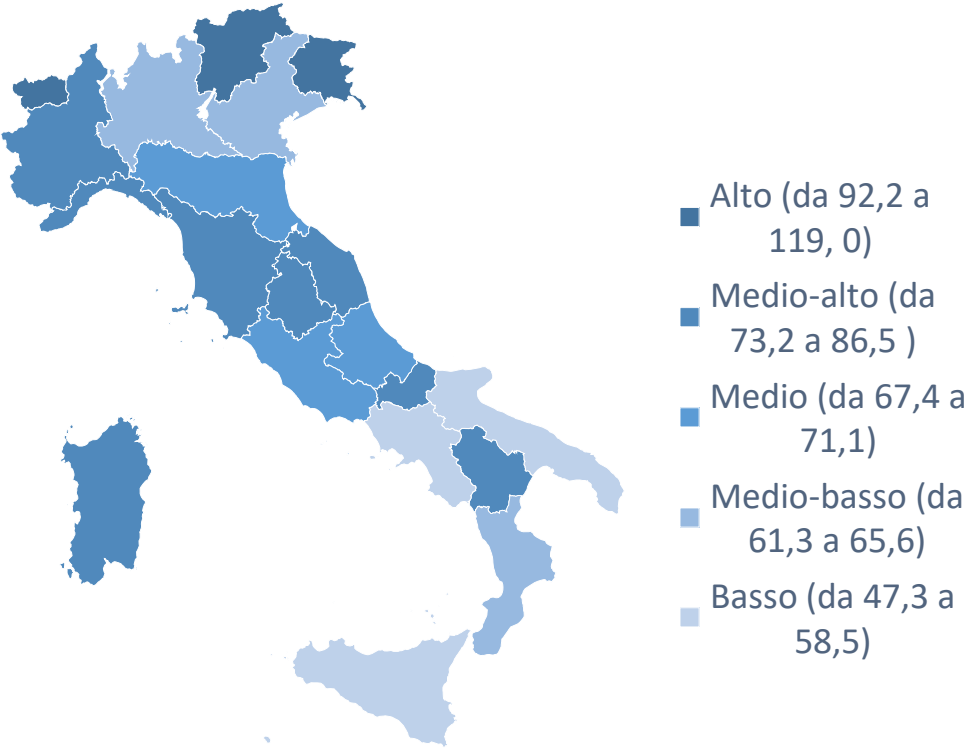 Alto (da 92,2 a
119, 0)
Medio-alto (da
73,2 a 86,5 )
Medio (da 67,4 a
71,1)
Medio-basso (da
61,3 a 65,6)
Basso (da 47,3 a
58,5)